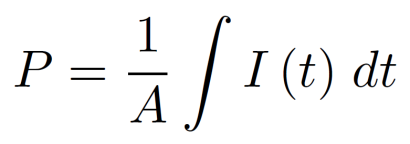 P = \frac{1}{A} \int I(t) \, dt